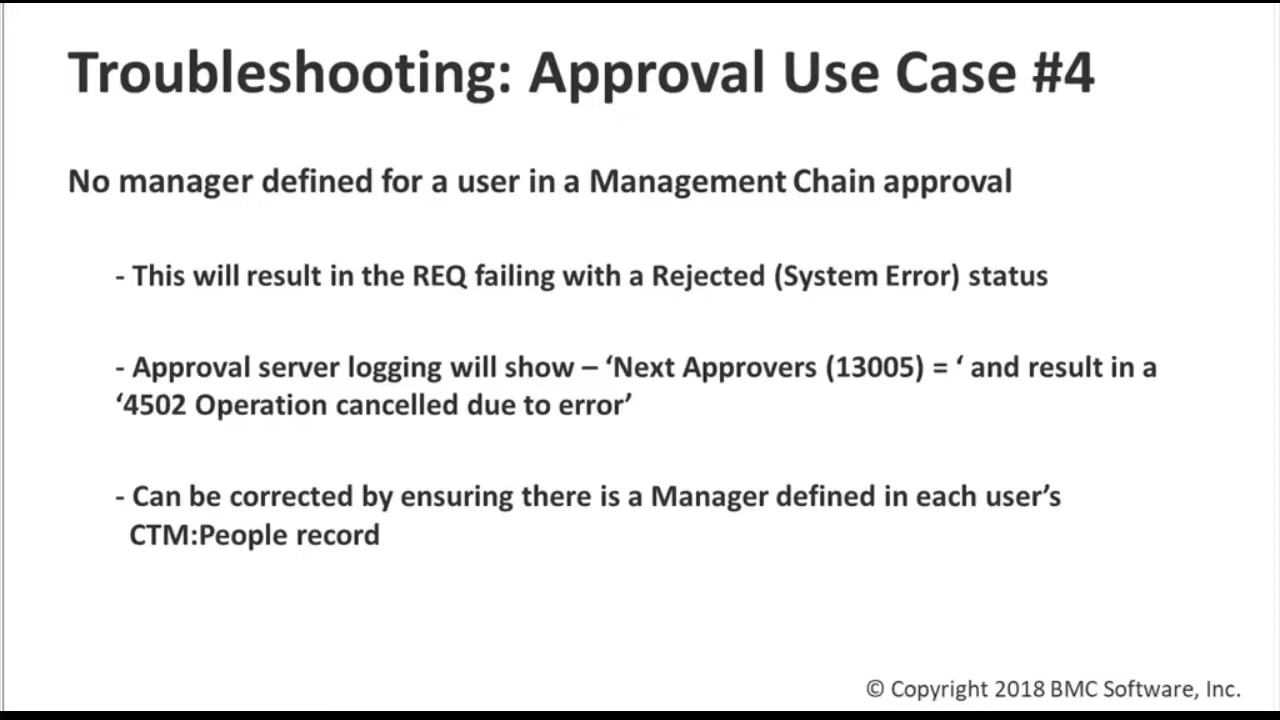 Troubleshooting: Approval Use Case #4
No manager defined for a user in a Management Chain approval
- This will result in the REQ failing with a Rejected (System Error) status
- Approval server logging will show – ‘Next Approvers (13005) = ‘ and result in a
‘4502 Operation cancelled due to error’
- Can be corrected by ensuring there is a Manager defined in each user’s
CTM:People record
© Copyright 2018 BMC Software, Inc.